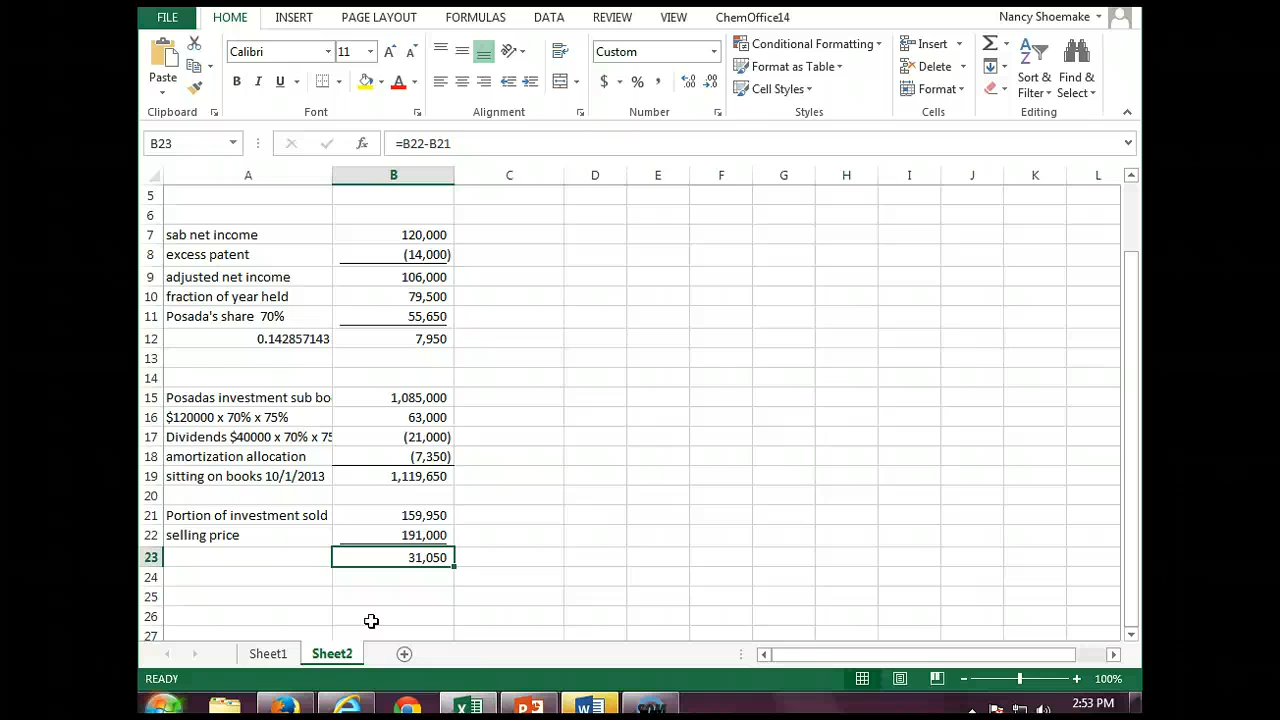 FILE HOME INSERT PAGE LAYOUT FORMULAS DATA REVIEW VIEW ChemOffice14 Nancy Shoemake
Calibri 11 Custom Conditional Formatting Insert
Paste B I U $ % , Format as Table Delete Sort & Filter Find & Select
Cell Styles Format
Clipboard Font Alignment Number Styles Cells Editing
B23 fx =B22-B21
A B C D E F G H I J K L
5
6
7 sab net income 120,000
8 excess patent (14,000)
9 adjusted net income 106,000
10 fraction of year held 79,500
11 Posada's share 70% 55,650
12 0.142857143 7,950
13
14
15 Posadas investment sub bo 1,085,000
16 $120000 x 70% x 75% 63,000
17 Dividends $40000 x 70% x 75 (21,000)
18 amortization allocation (7,350)
19 sitting on books 10/1/2013 1,119,650
20
21 Portion of investment sold 159,950
22 selling price 191,000
23 31,050
24
25
26
27
Sheet1 Sheet2
READY 100%
2:53 PM